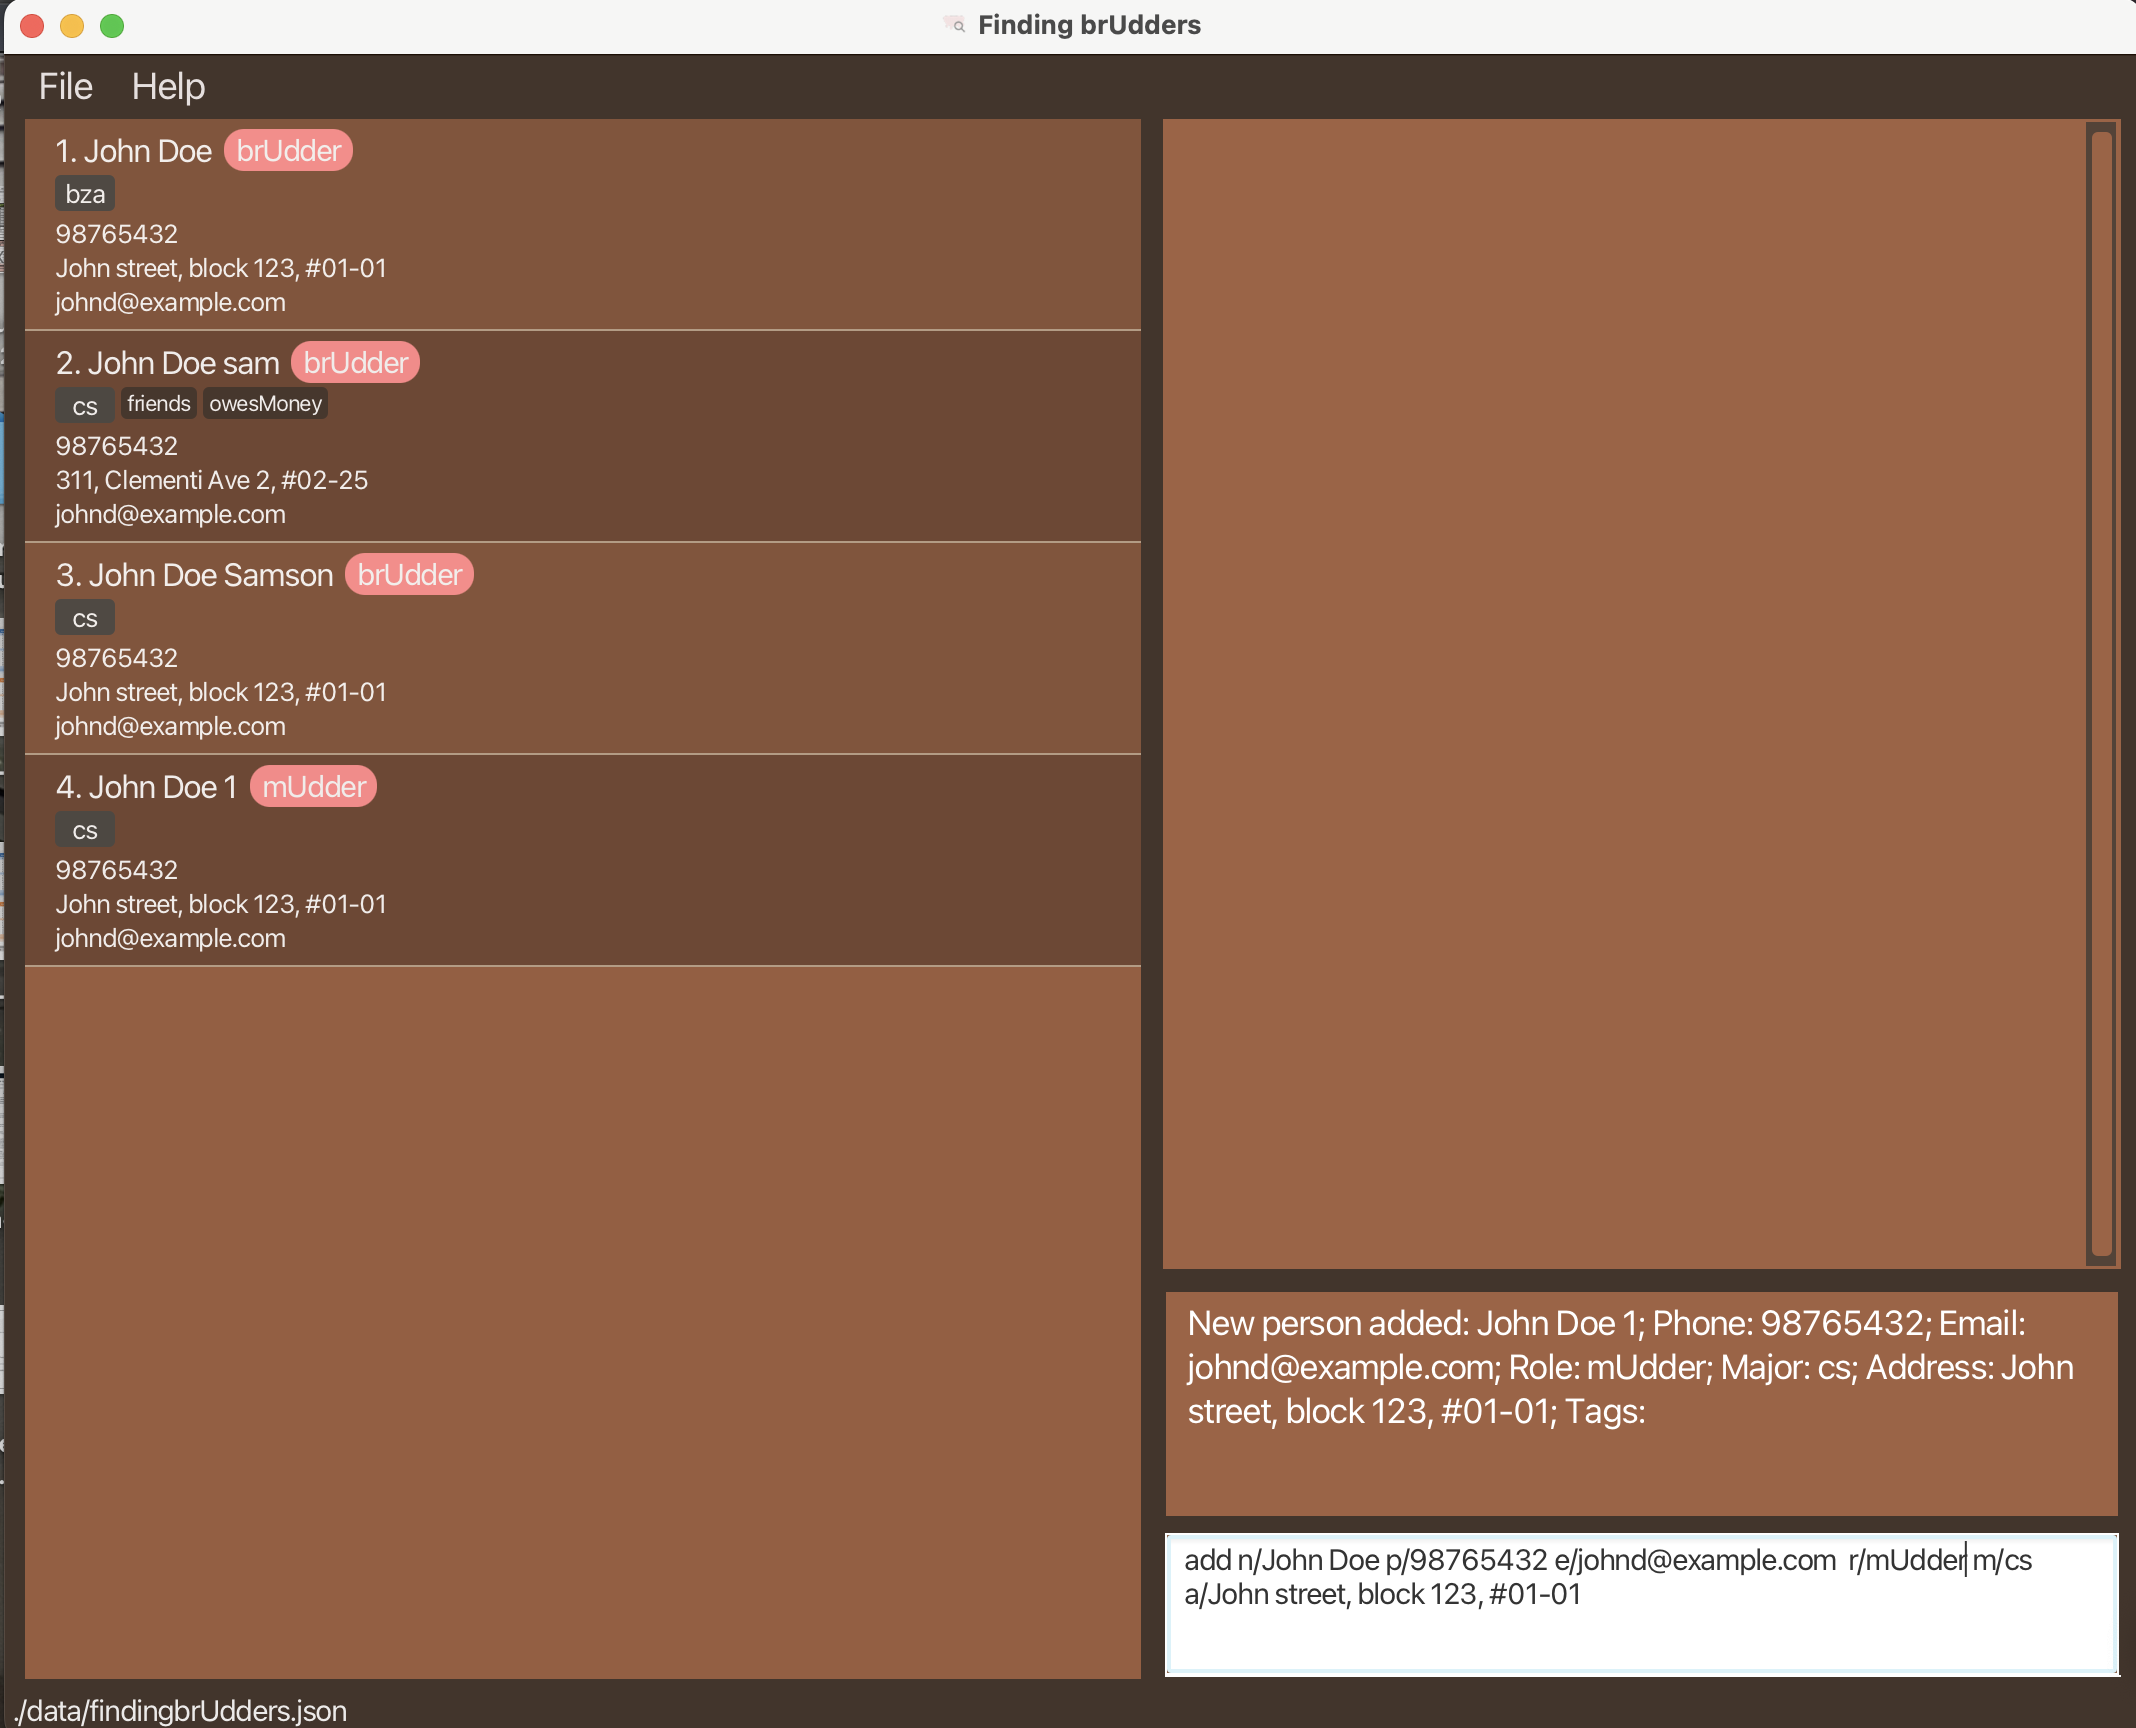 Finding brUdders
File Help
1. John Doe brUdder
bza
98765432
John street, block 123, #01-01
johnd@example.com
2. John Doe sam brUdder
cs friends owesMoney
98765432
311, Clementi Ave 2, #02-25
johnd@example.com
3. John Doe Samson brUdder
cs
98765432
John street, block 123, #01-01
johnd@example.com
4. John Doe 1 mUdder
cs
98765432
John street, block 123, #01-01
johnd@example.com
New person added: John Doe 1; Phone: 98765432; Email:
johnd@example.com; Role: mUdder; Major: cs; Address: John
street, block 123, #01-01; Tags:
add n/John Doe p/98765432 e/johnd@example.com  r/mUdder m/cs
a/John street, block 123, #01-01
./data/findingbrUdders.json